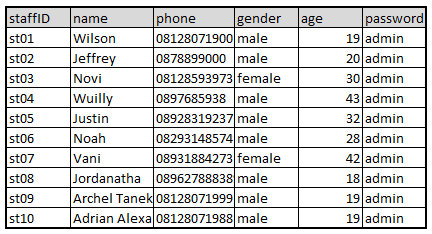 staffID name phone gender age password
st01 Wilson 08128071900 male 19 admin
st02 Jeffrey 0878899000 male 20 admin
st03 Novi 08128593973 female 30 admin
st04 Wuilly 0897685938 male 43 admin
st05 Justin 08928319237 male 32 admin
st06 Noah 08293148574 male 28 admin
st07 Vani 08931884273 female 42 admin
st08 Jordanatha 08962788838 male 18 admin
st09 Archel Tanek 08128071999 male 19 admin
st10 Adrian Alexa 08128071988 male 19 admin